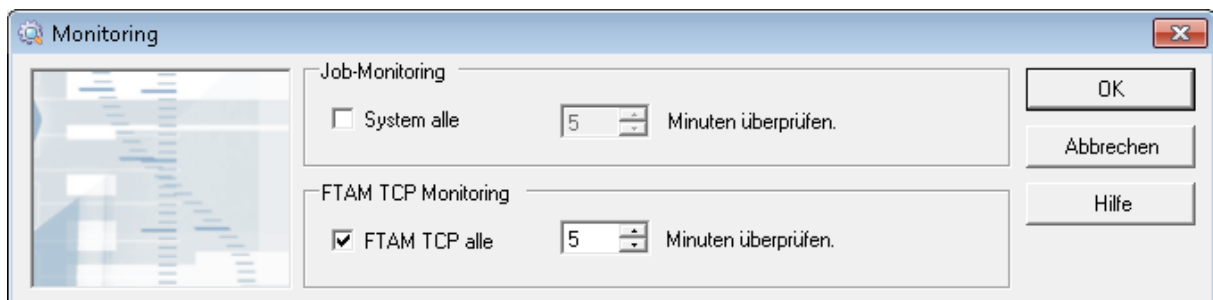 Monitoring
Job-Monitoring
System alle 5 Minuten überprüfen.
FTAM TCP Monitoring
FTAM TCP alle 5 Minuten überprüfen.
OK
Abbrechen
Hilfe